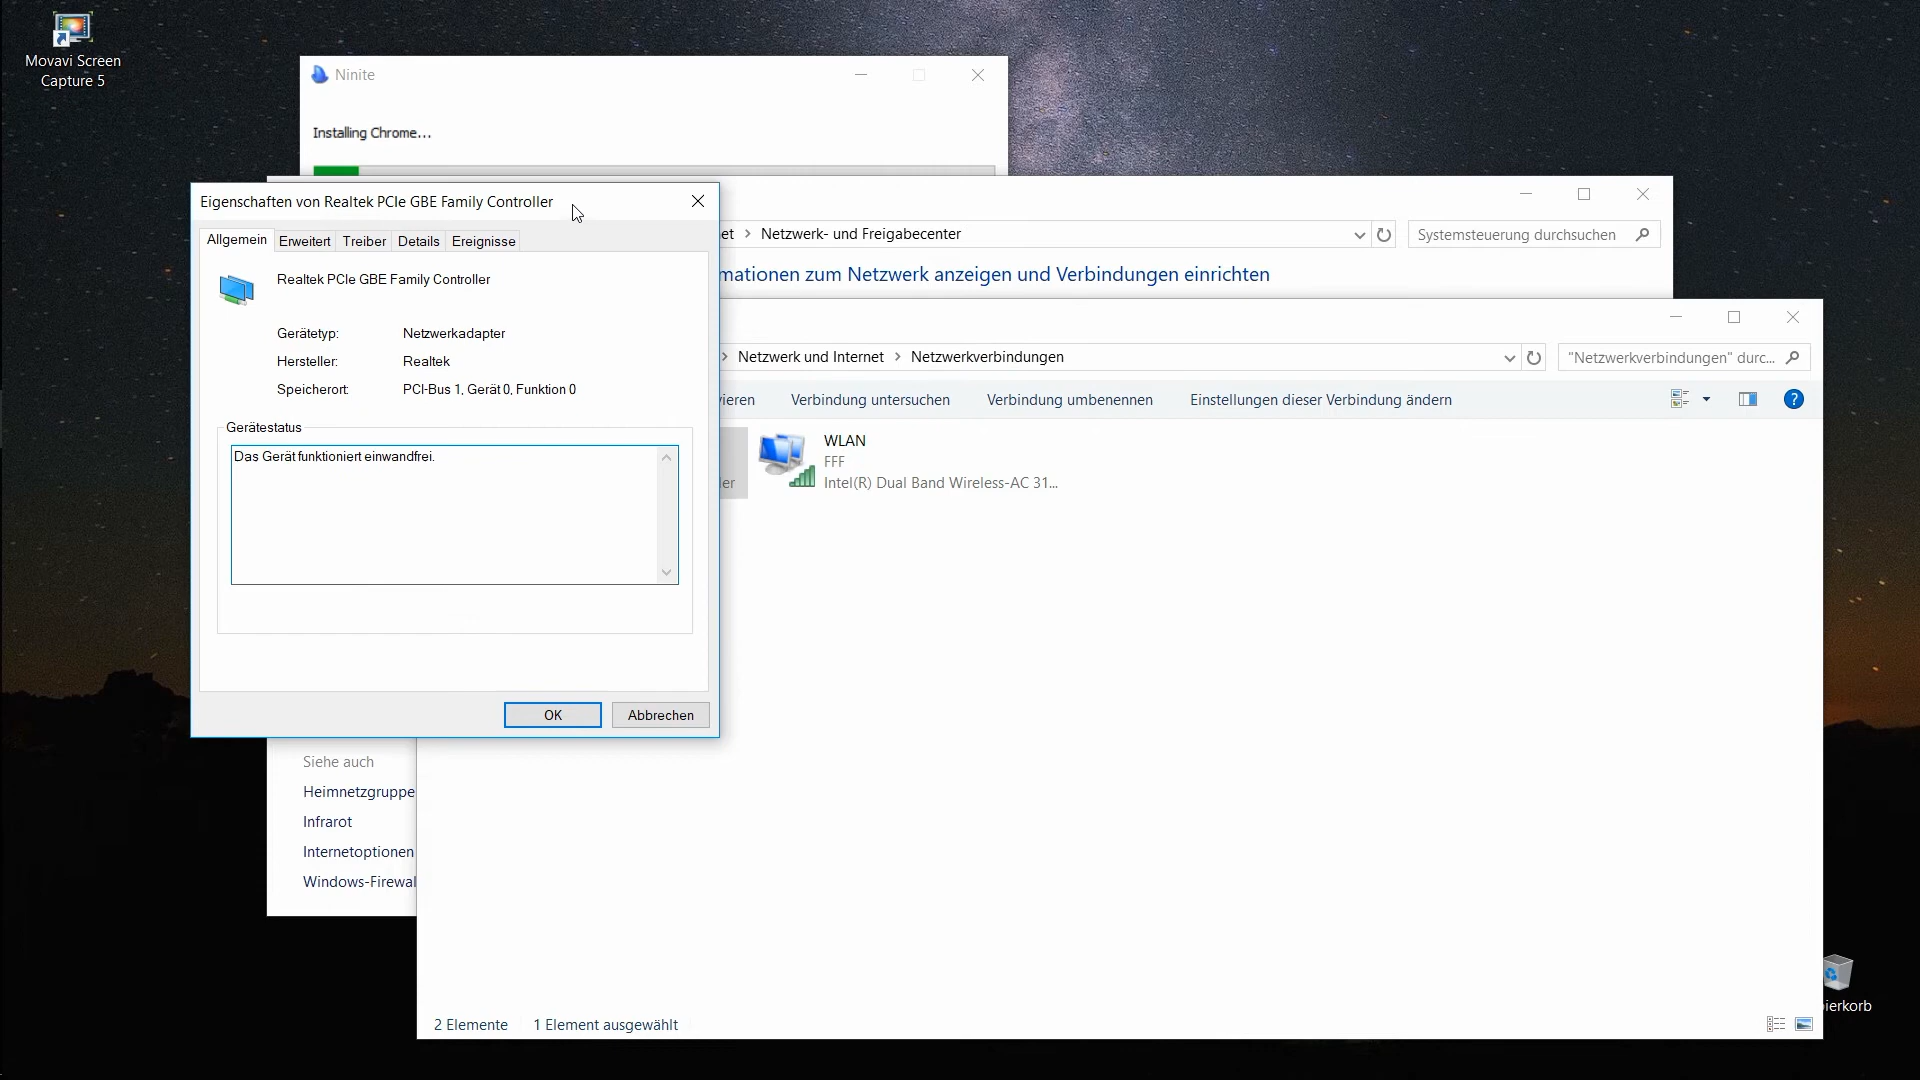 Movavi Screen
Capture 5
Ninite
Installing Chrome...
Eigenschaften von Realtek PCIe GBE Family Controller
Allgemein
Erweitert
Treiber
Details
Ereignisse
Realtek PCIe GBE Family Controller
Gerätetyp:
Netzwerkadapter
Hersteller:
Realtek
Speicherort:
PCI-Bus 1, Gerät 0, Funktion 0
Gerätestatus
Das Gerät funktioniert einwandfrei.
OK
Abbrechen
et > Netzwerk- und Freigabecenter
Systemsteuerung durchsuchen
mationen zum Netzwerk anzeigen und Verbindungen einrichten
> Netzwerk und Internet > Netzwerkverbindungen
"Netzwerkverbindungen" durc...
vieren
Verbindung untersuchen
Verbindung umbenennen
Einstellungen dieser Verbindung ändern
?
ler
WLAN
FFF
Intel(R) Dual Band Wireless-AC 31...
Siehe auch
Heimnetzgruppe
Infrarot
Internetoptionen
Windows-Firewal
2 Elemente
1 Element ausgewählt
pierkorb